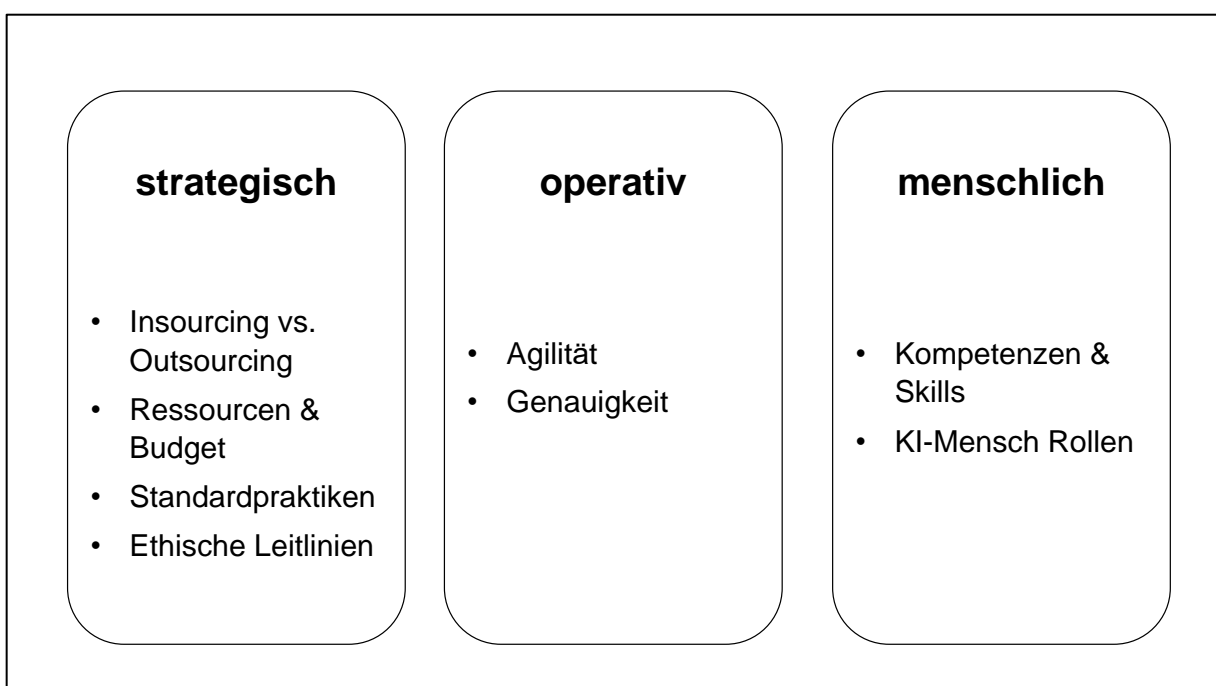 strategisch
• Insourcing vs.
Outsourcing
• Ressourcen &
Budget
• Standardpraktiken
• Ethische Leitlinien
operativ
• Agilität
• Genauigkeit
menschlich
• Kompetenzen &
Skills
• KI-Mensch Rollen